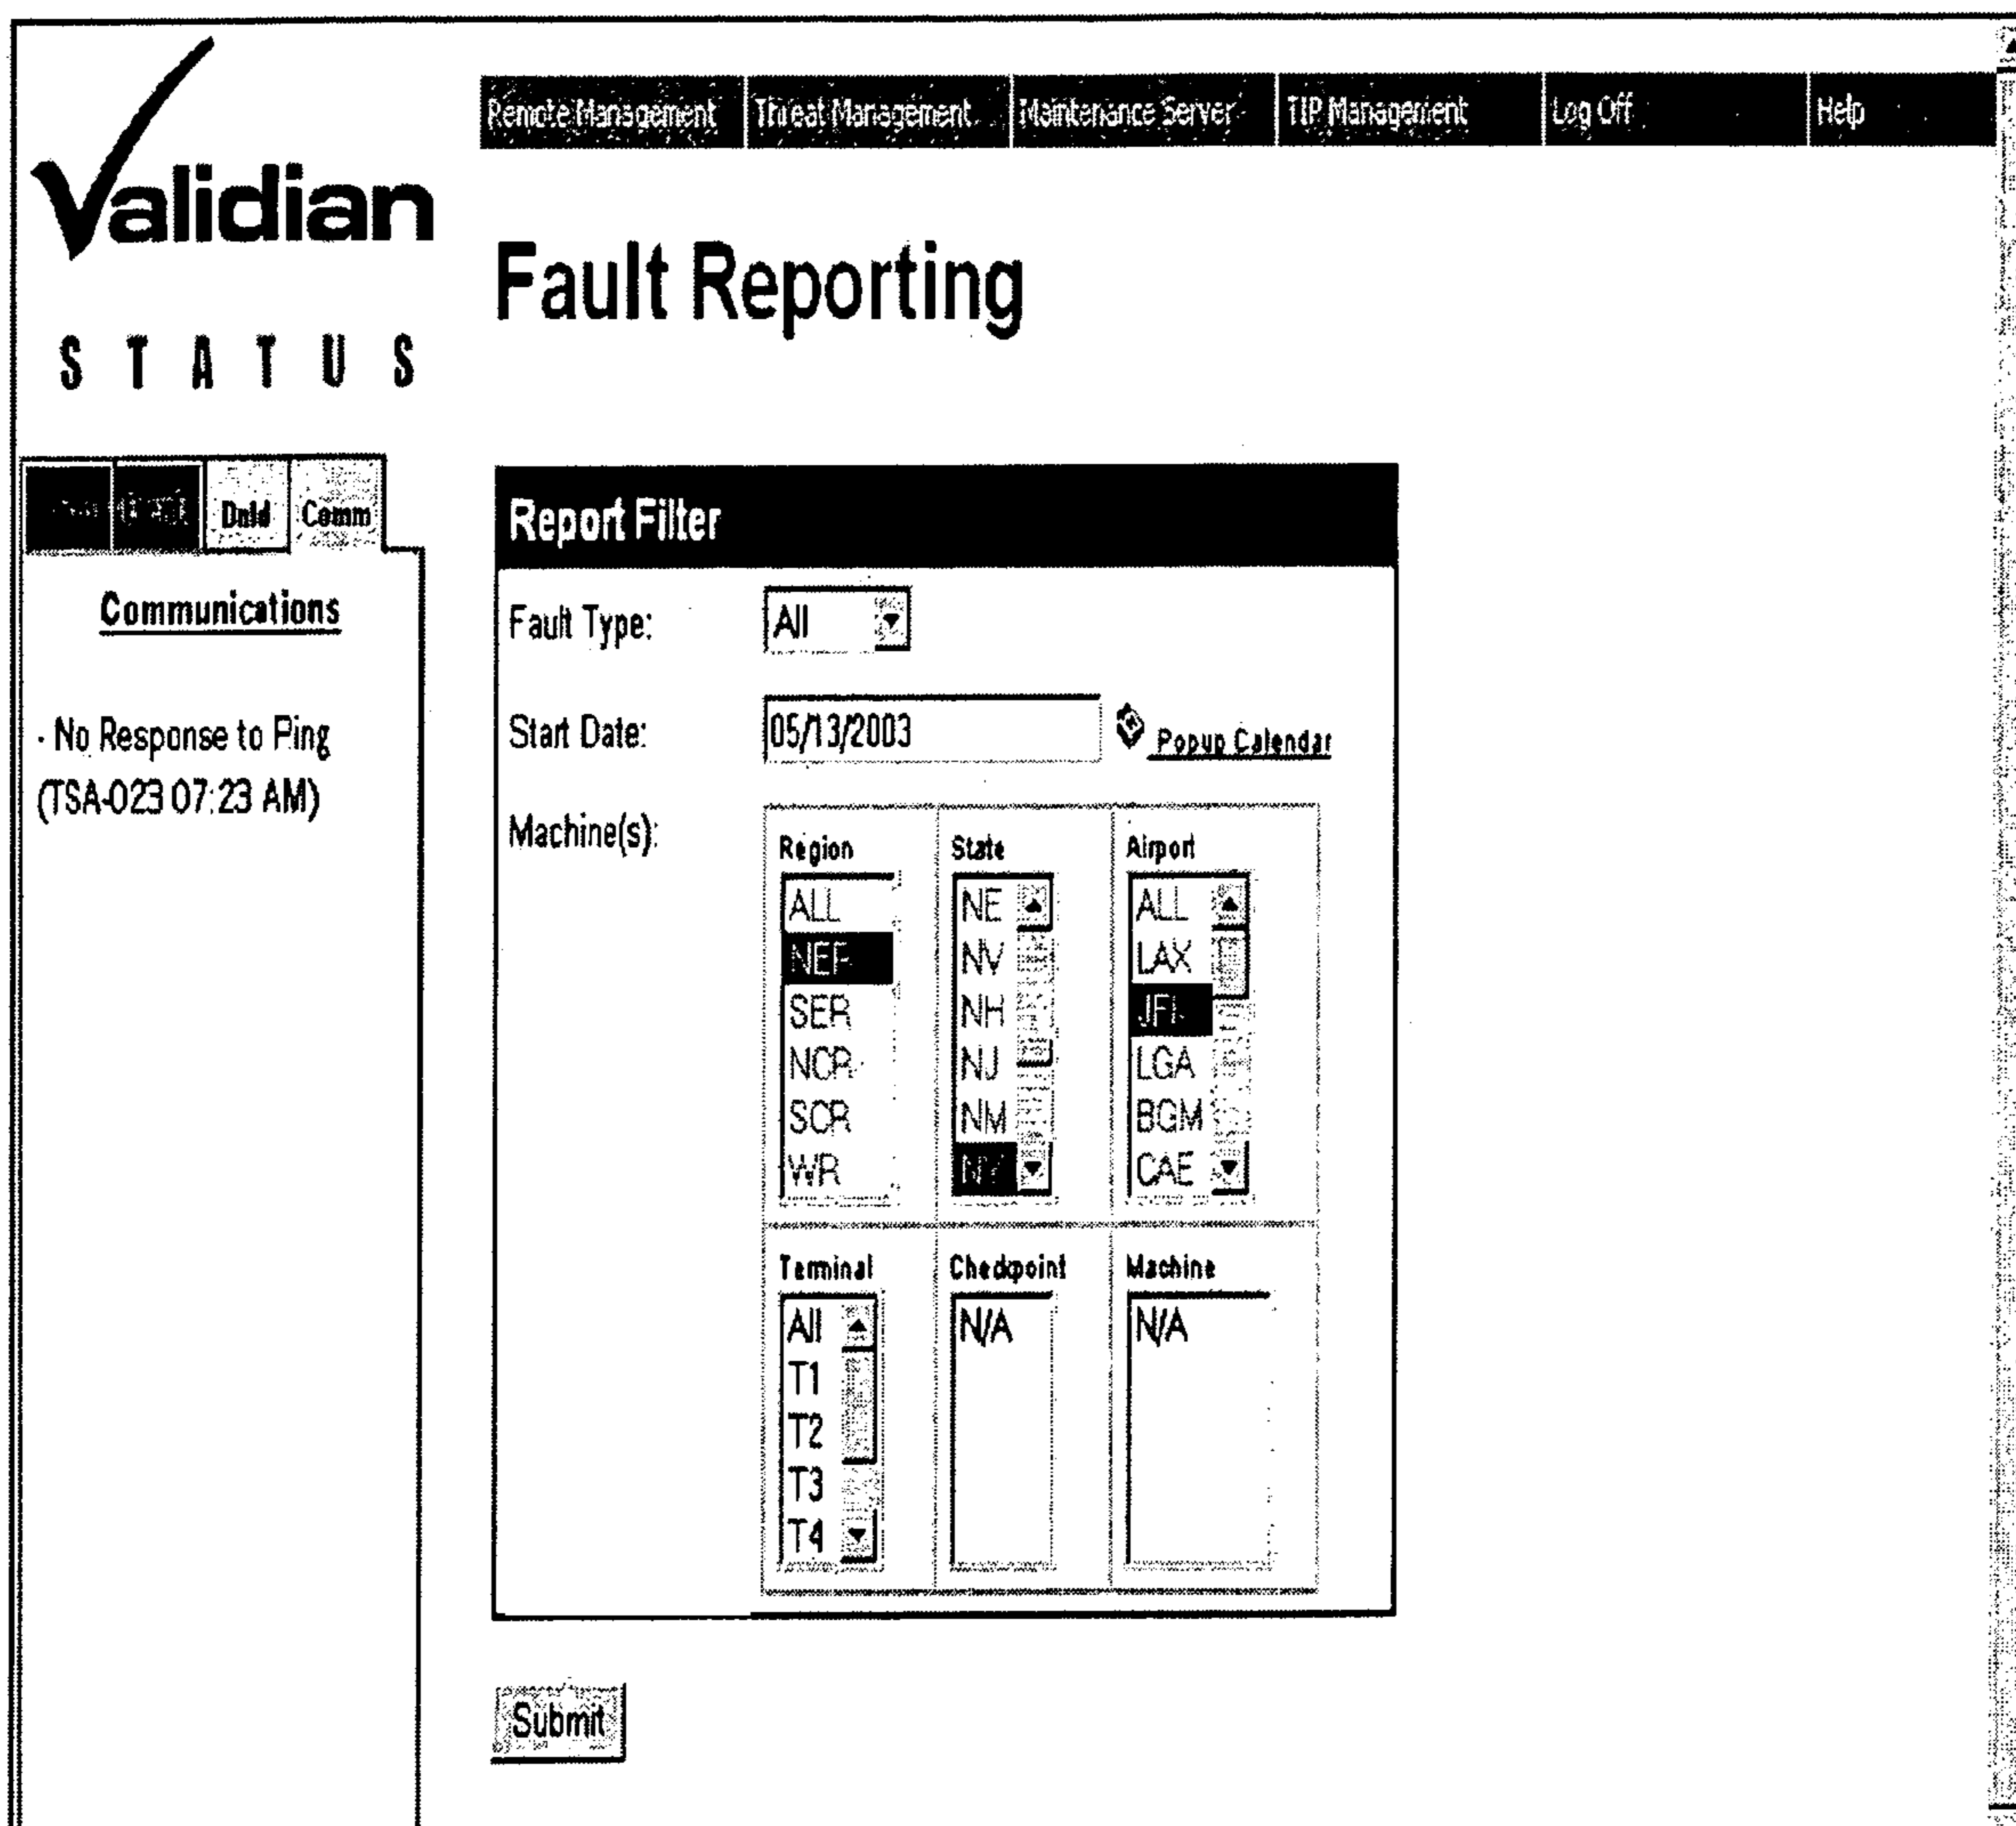 Validian
STATUS
Remote Management
Threat Management
Maintenance Server
TIP Management
Log Off
Help
Fault Reporting
Dnld
Comm
Communications
- No Response to Ping
(TSA-023 07:23 AM)
Report Filter
Fault Type:
All
Start Date:
05/13/2003
Popup Calendar
Machine(s):
Region
ALL
NER
SER
NCR
SCR
WR
State
NE
NV
NH
NJ
NM
NY
Airport
ALL
LAX
JFK
LGA
BGM
CAE
Terminal
All
T1
T2
T3
T4
Checkpoint
N/A
Machine
N/A
Submit